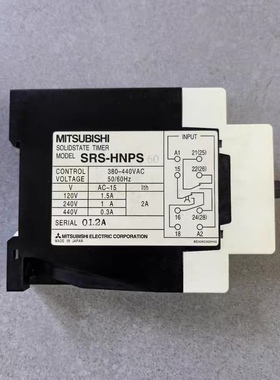 MITSUBISHI
SOLIDSTATE TIMER
MODEL SRS-HNPS 60
CONTROL VOLTAGE 380-440VAC 50/60Hz
V AC-15 Ith
120V 1.5A
240V 1 A 2A
440V 0.3A
SERIAL 012A
MITSUBISHI ELECTRIC CORPORATION
MADE IN JAPAN
INPUT
A1 21(25)
15 22(26)
16 24(28)
18 A2